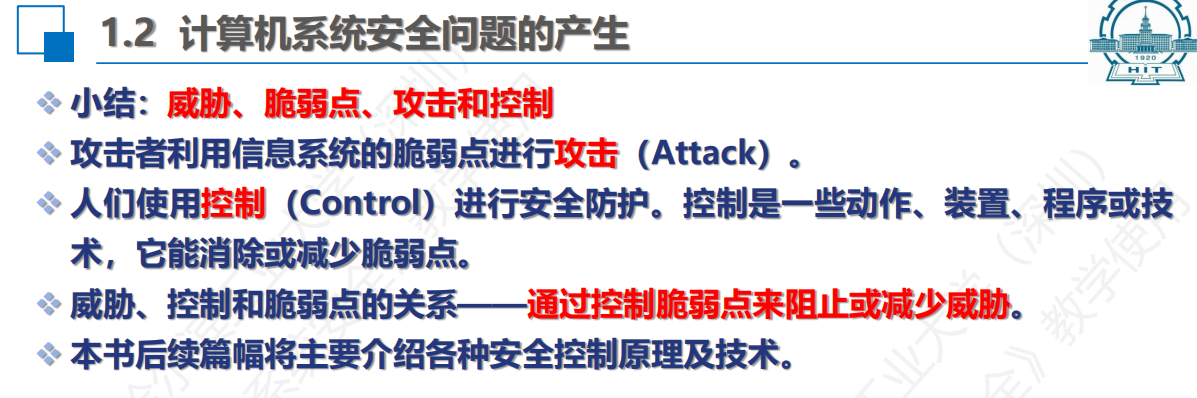 1.2 计算机系统安全问题的产生
1920
HIT
小结：威胁、脆弱点、攻击和控制
攻击者利用信息系统的脆弱点进行攻击（Attack）.
人们使用控制（Control）进行安全防护。控制是一些动作、装置、程序或技
术，它能消除或减少脆弱点。
威胁、控制和脆弱点的关系——通过控制脆弱点来阻止或减少威胁。
本书后续篇幅将主要介绍各种安全控制原理及技术。